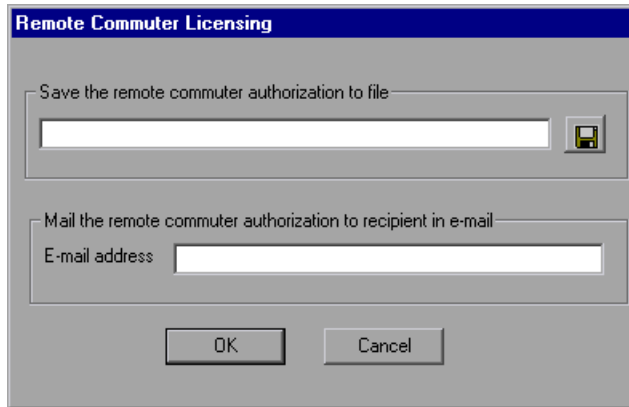 Remote Commuter Licensing
Save the remote commuter authorization to file
Mail the remote commuter authorization to recipient in e-mail
E-mail address
OK Cancel